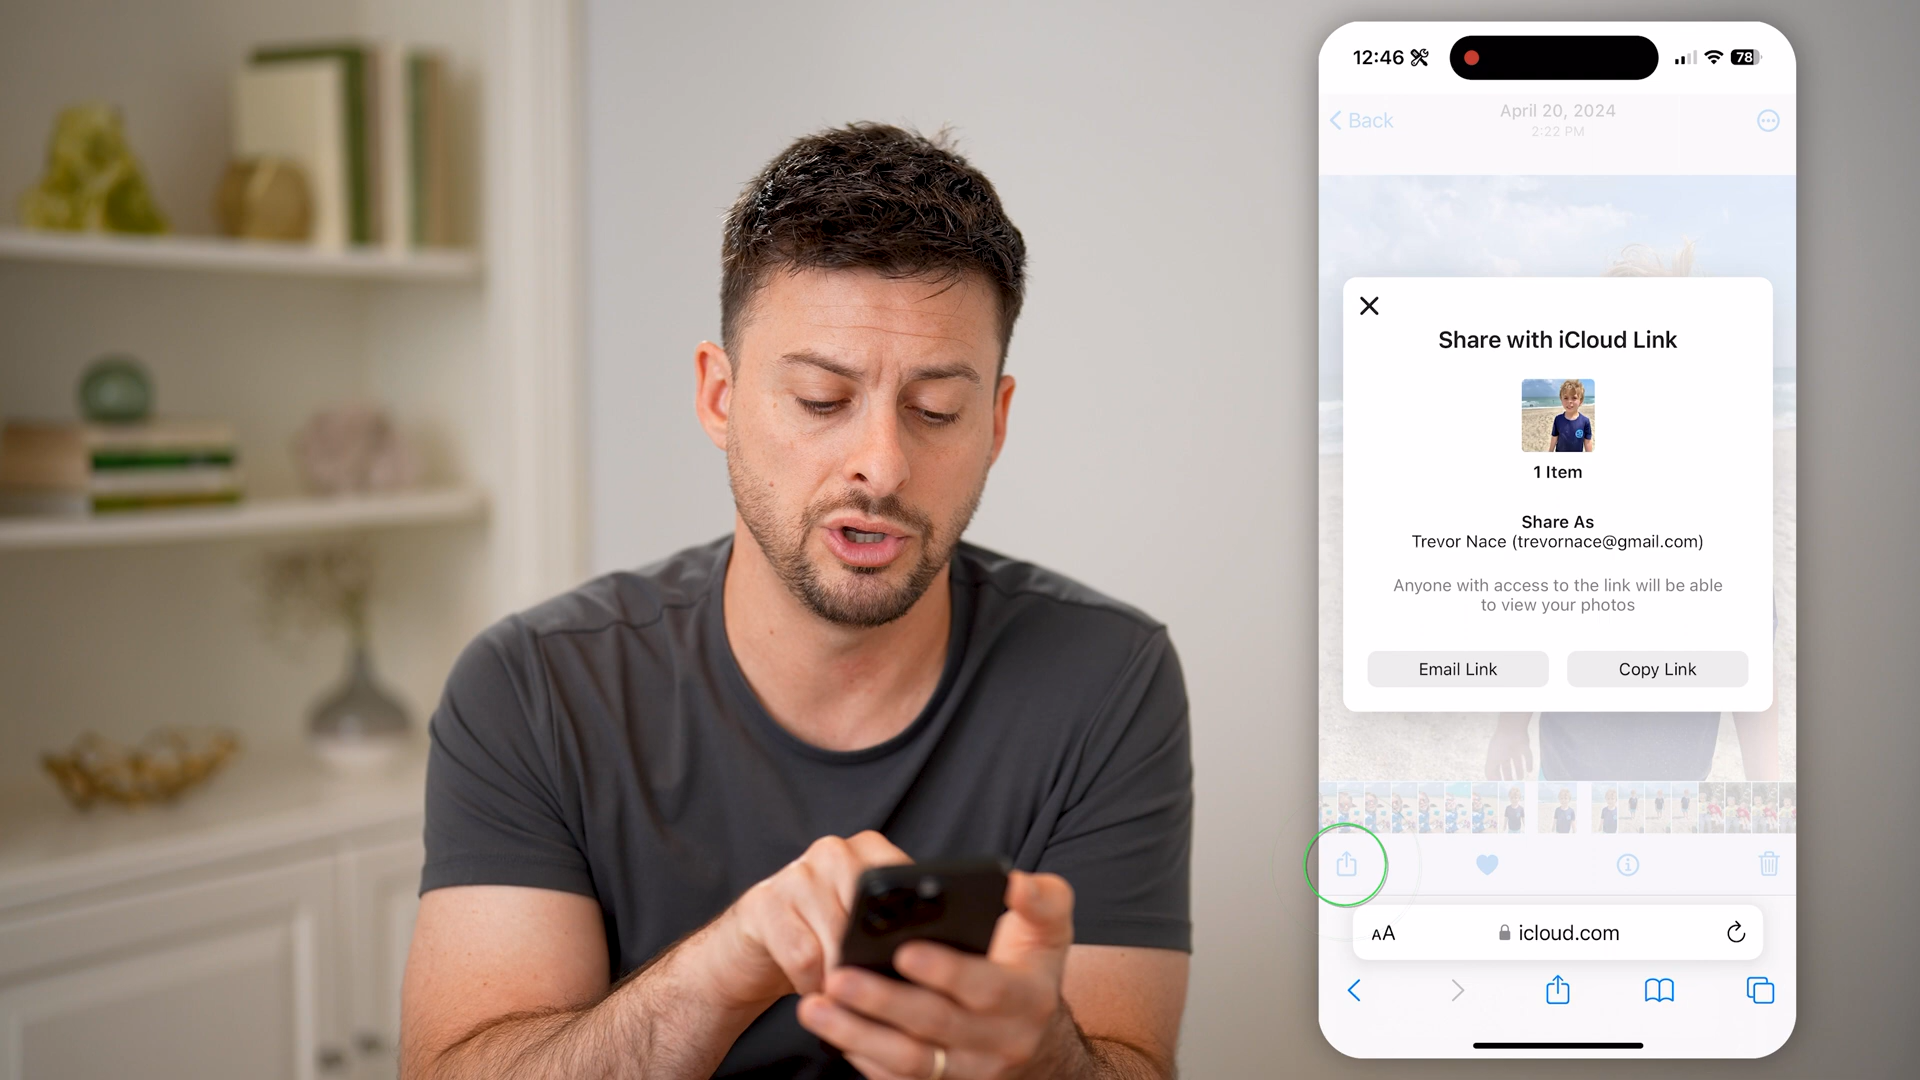 12:46
78
Back
April 20, 2024
2:22 PM
Share with iCloud Link
1 Item
Share As
Trevor Nace (trevornace@gmail.com)
Anyone with access to the link will be able
to view your photos
Email Link
Copy Link
AA
icloud.com